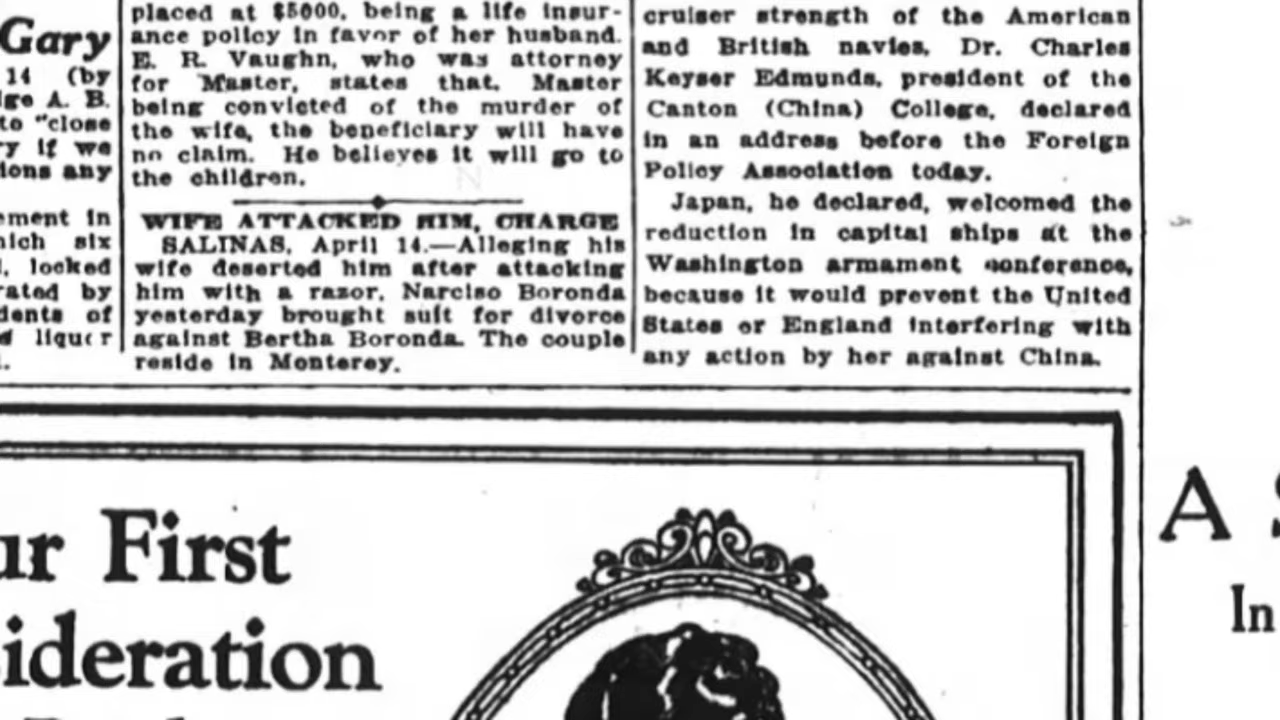 Gary
14 (by
ge A. B.
to "close
ry if we
ions any
ement in
hich six
, locked
rated by
dents of
liquor
placed at $5000, being a life insur-
ance policy in favor of her husband.
E. R. Vaughn, who was attorney
for Master, states that, Master
being convicted of the murder of
the wife, the beneficiary will have
no claim. He believes it will go to
the children.
WIFE ATTACKED HIM, CHARGE
SALINAS, April 14.—Alleging his
wife deserted him after attacking
him with a razor, Narciso Boronda
yesterday brought suit for divorce
against Bertha Boronda. The couple
reside in Monterey.
cruiser strength of the American
and British navies, Dr. Charles
Keyser Edmunds, president of the
Canton (China) College, declared
in an address before the Foreign
Policy Association today.
Japan, he declared, welcomed the
reduction in capital ships at the
Washington armament conference,
because it would prevent the United
States or England interfering with
any action by her against China.
ur First
sideration
A S
In